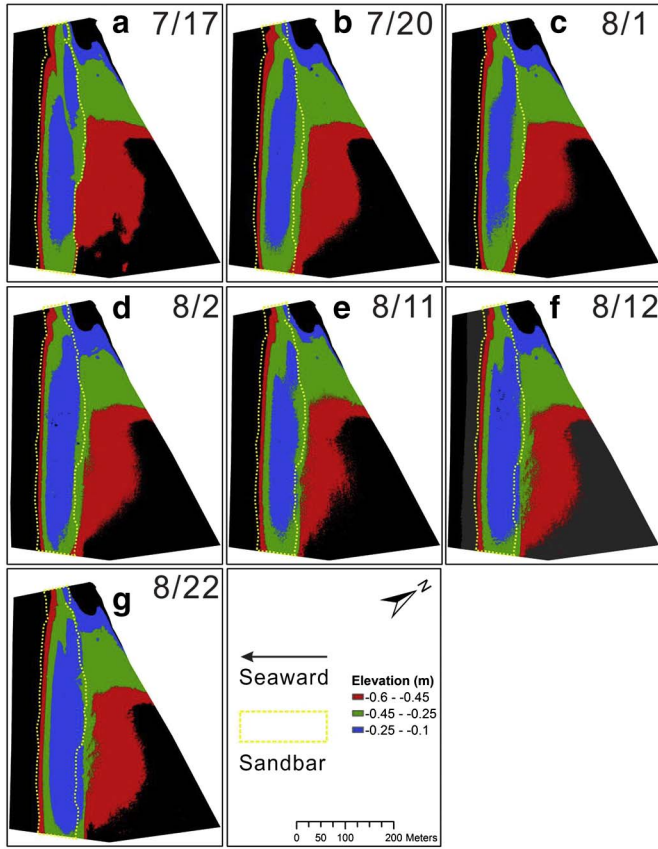 a 7/17
b 7/20
c 8/1
d 8/2
e 8/11
f 8/12
g 8/22
N
Seaward
Sandbar
Elevation (m)
-0.6 - -0.45
-0.45 - -0.25
-0.25 - -0.1
0 50 100 200 Meters